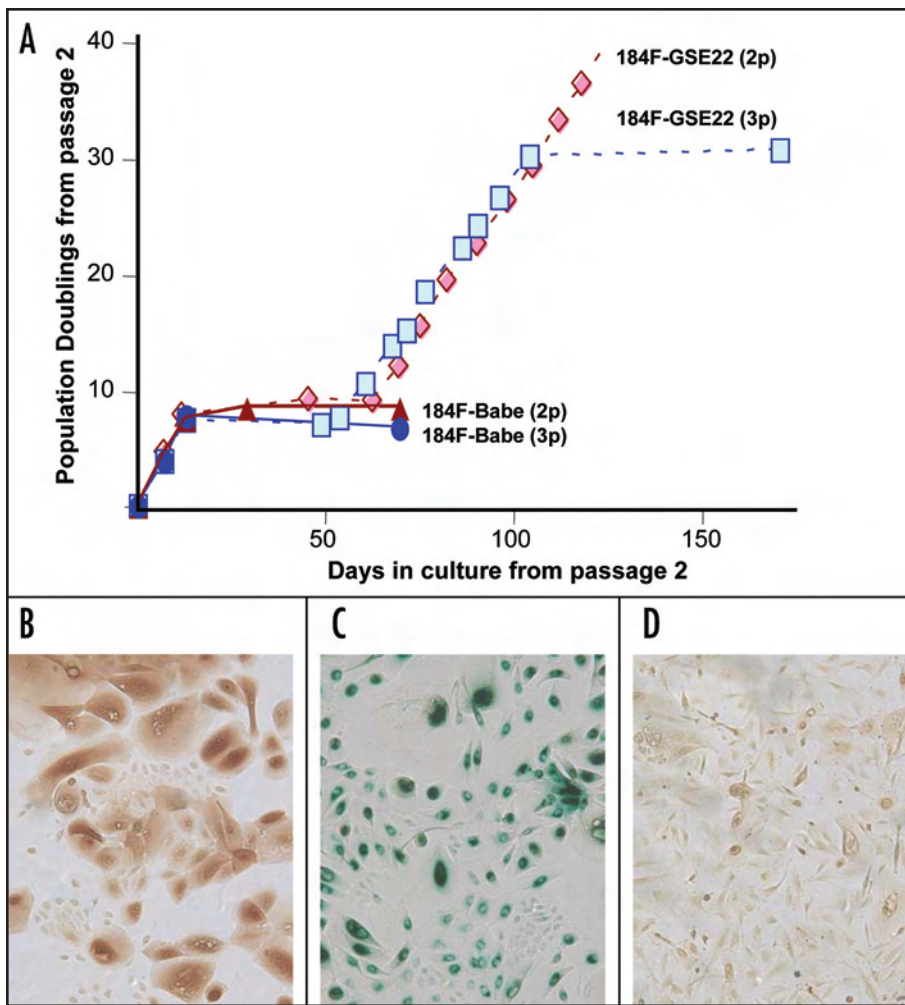 A
Population Doublings from passage 2
40
30
20
10
184F-GSE22 (2p)
184F-GSE22 (3p)
184F-Babe (2p)
184F-Babe (3p)
50
100
150
Days in culture from passage 2
B
C
D